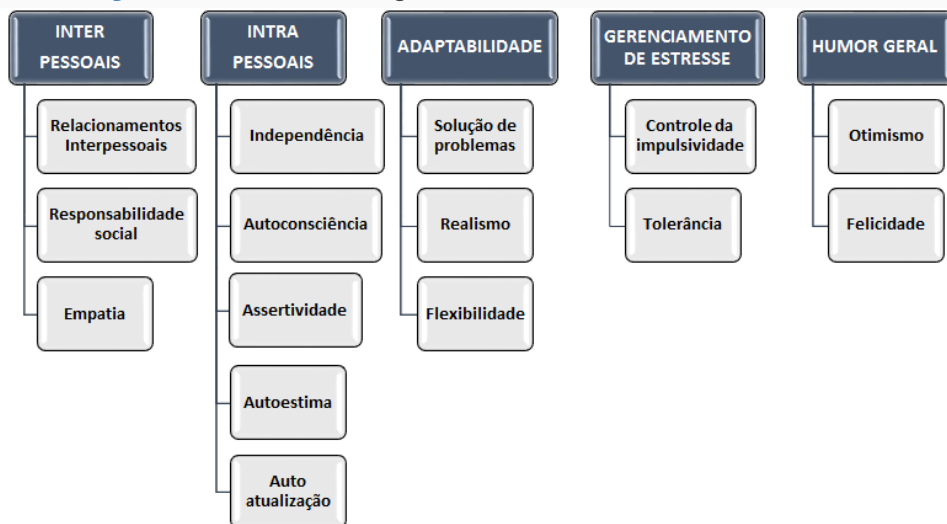 INTER
PESSOAIS
Relacionamentos
Interpessoais
Responsabilidade
social
Empatia
INTRA
PESSOAIS
Independência
Autoconsciência
Assertividade
Autoestima
Auto
atualização
ADAPTABILIDADE
Solução de
problemas
Realismo
Flexibilidade
GERENCIAMENTO
DE ESTRESSE
Controle da
impulsividade
Tolerância
HUMOR GERAL
Otimismo
Felicidade